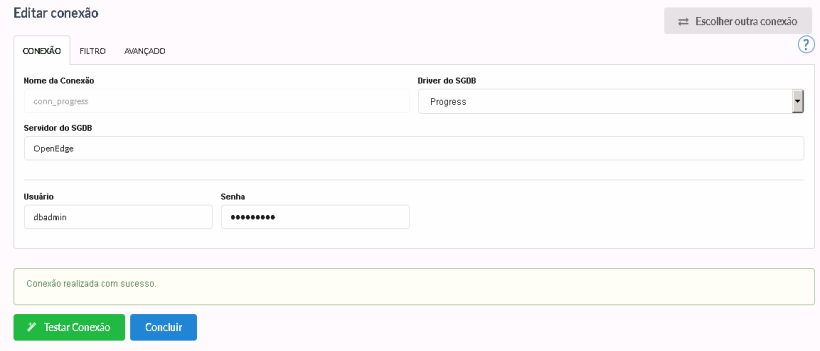 Editar conexão
Escolher outra conexão
?
CONEXÃO FILTRO AVANÇADO
Nome da Conexão
conn_progress
Driver do SGDB
Progress
Servidor do SGDB
OpenEdge
Usuário
dbadmin
Senha
•••••••••
Conexão realizada com sucesso.
Testar Conexão
Concluir